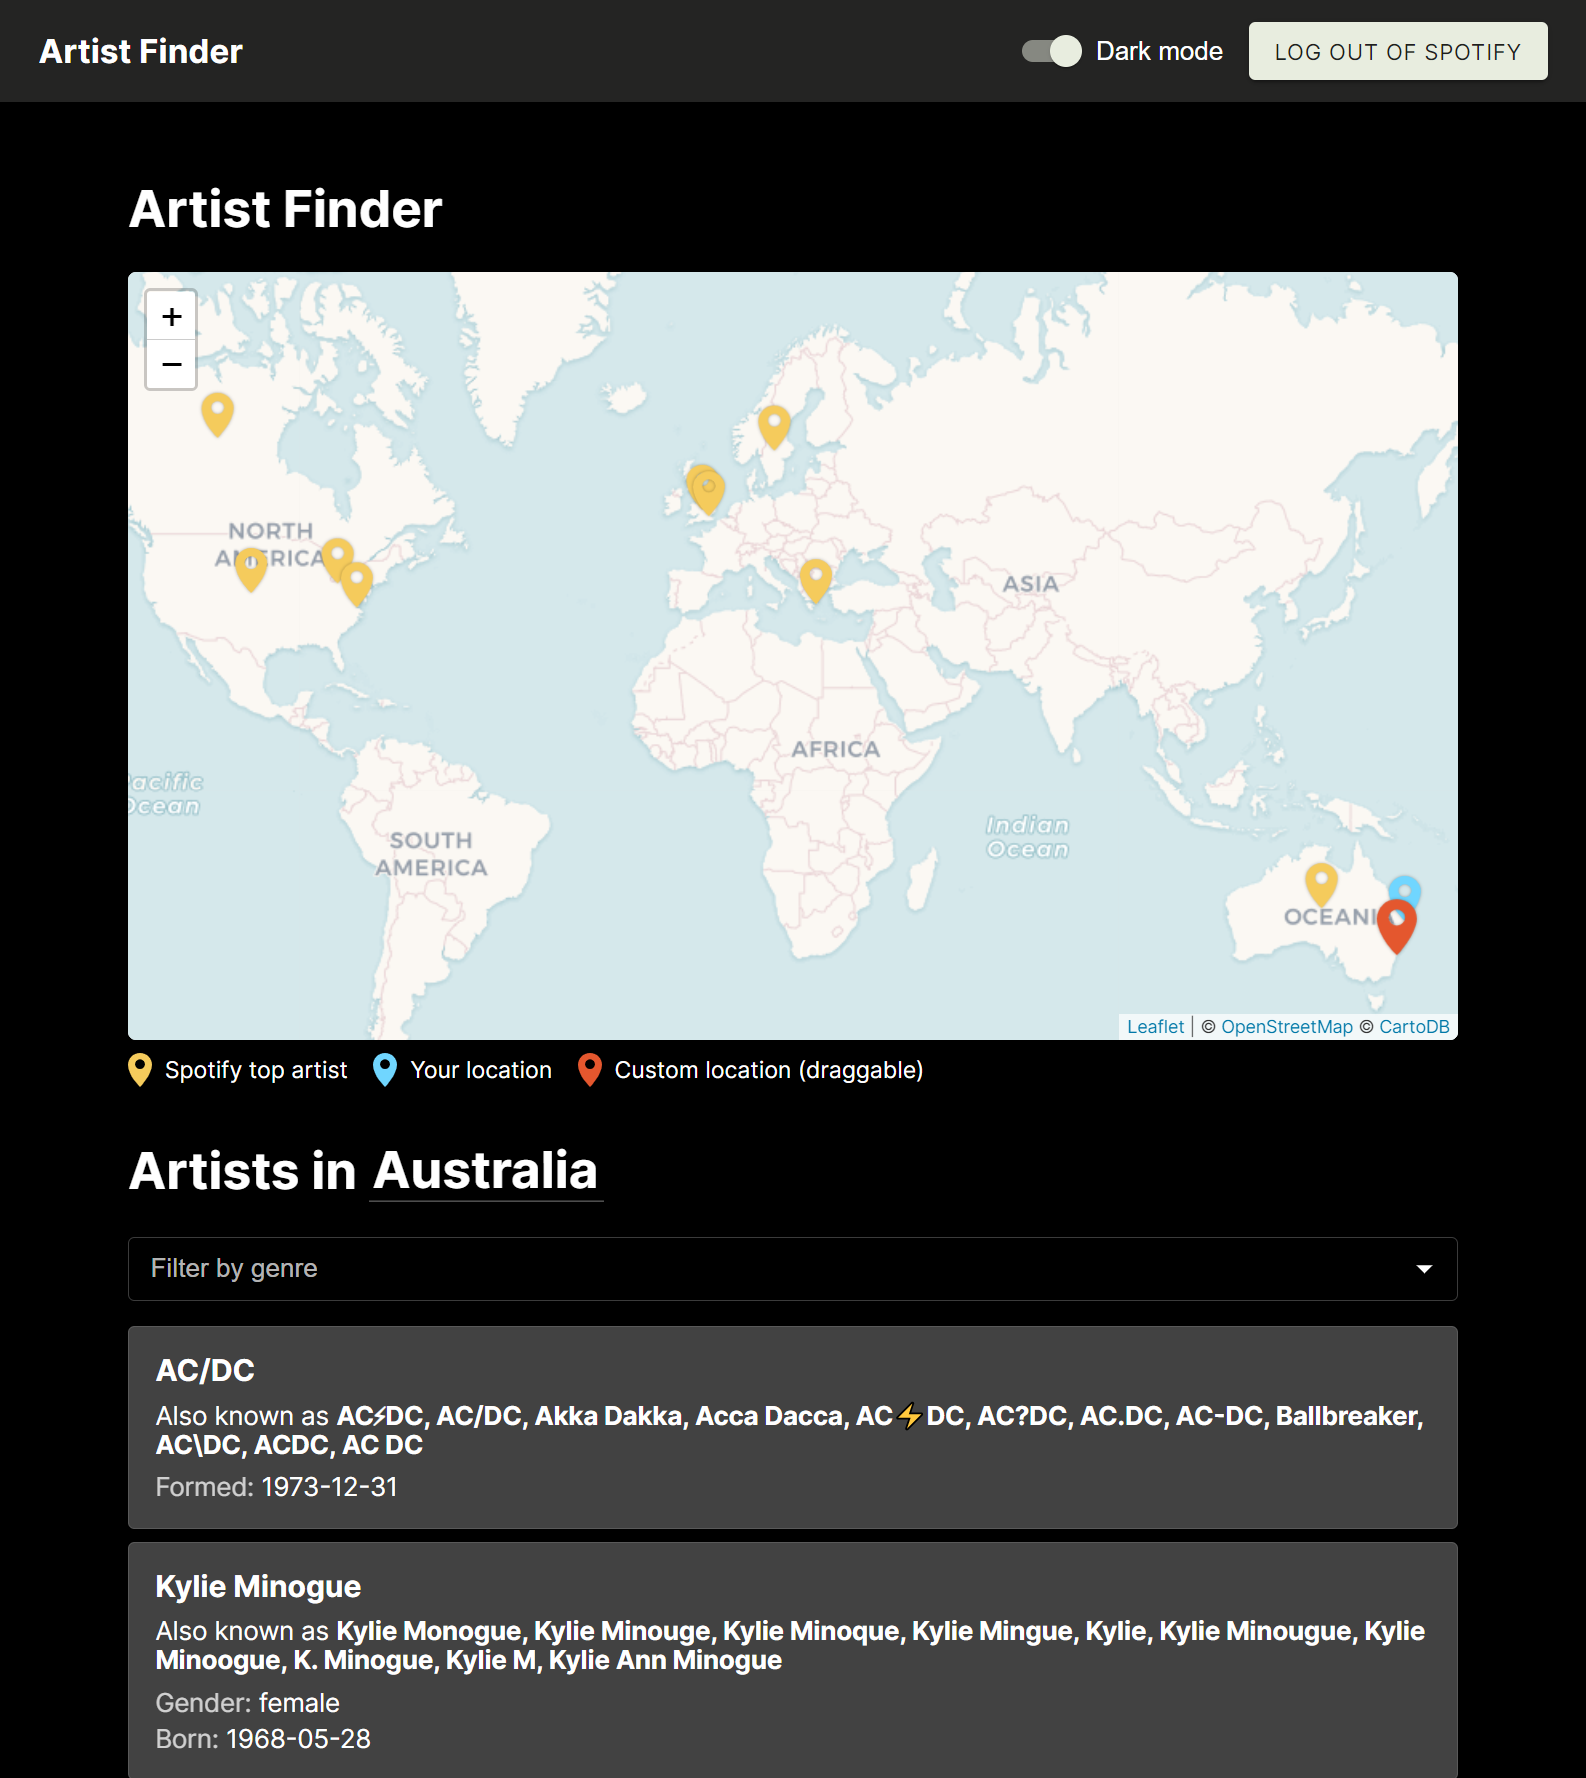 Artist Finder
Dark mode
LOG OUT OF SPOTIFY
Artist Finder
+
−
NORTH
AMERICA
ASIA
AFRICA
acific
Ocean
Indian
Ocean
SOUTH
AMERICA
OCEANI
Leaflet | © OpenStreetMap © CartoDB
Spotify top artist
Your location
Custom location (draggable)
Artists in Australia
Filter by genre
AC/DC
Also known as AC⚡DC, AC/DC, Akka Dakka, Acca Dacca, AC⚡DC, AC?DC, AC.DC, AC-DC, Ballbreaker,
AC\DC, ACDC, AC DC
Formed: 1973-12-31
Kylie Minogue
Also known as Kylie Monogue, Kylie Minouge, Kylie Minoque, Kylie Mingue, Kylie, Kylie Minougue, Kylie
Minoogue, K. Minogue, Kylie M, Kylie Ann Minogue
Gender: female
Born: 1968-05-28